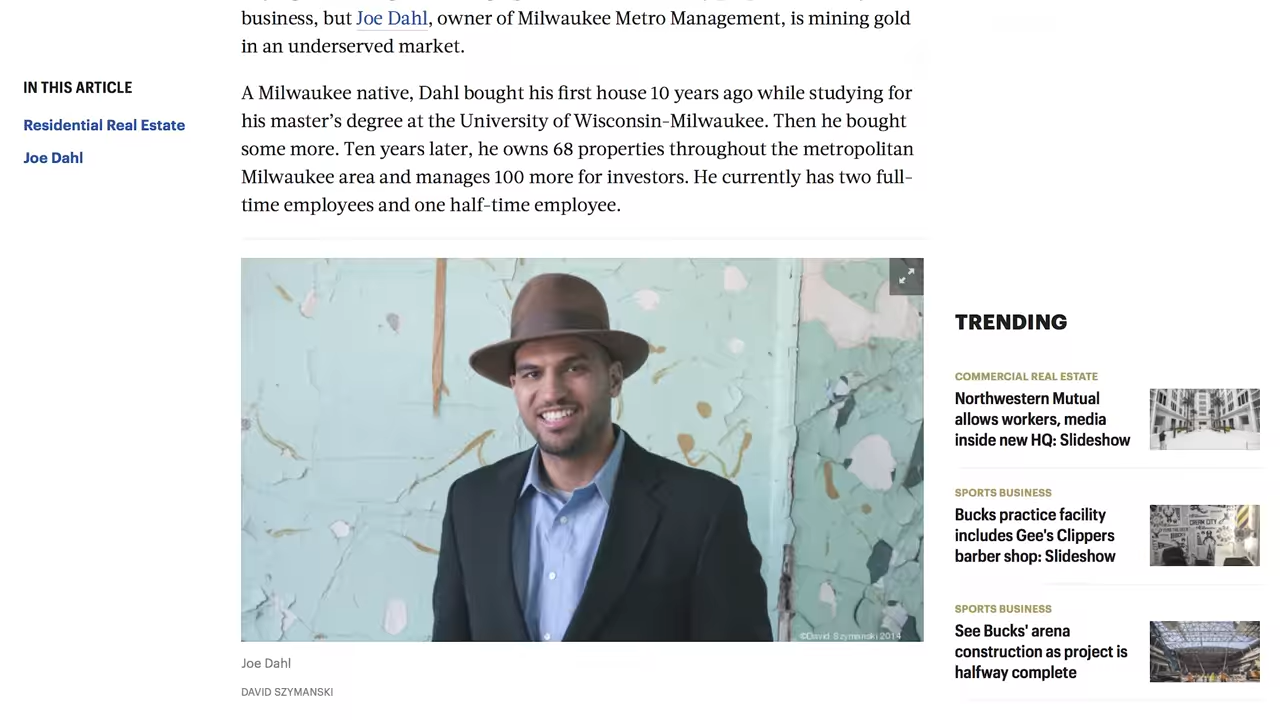 business, but Joe Dahl, owner of Milwaukee Metro Management, is mining gold
in an underserved market.
IN THIS ARTICLE
Residential Real Estate
Joe Dahl
A Milwaukee native, Dahl bought his first house 10 years ago while studying for
his master's degree at the University of Wisconsin-Milwaukee. Then he bought
some more. Ten years later, he owns 68 properties throughout the metropolitan
Milwaukee area and manages 100 more for investors. He currently has two full-
time employees and one half-time employee.
©David Szymanski 2014
Joe Dahl
DAVID SZYMANSKI
TRENDING
COMMERCIAL REAL ESTATE
Northwestern Mutual
allows workers, media
inside new HQ: Slideshow
SPORTS BUSINESS
Bucks practice facility
includes Gee's Clippers
barber shop: Slideshow
CREAM CITY
SPORTS BUSINESS
See Bucks' arena
construction as project is
halfway complete